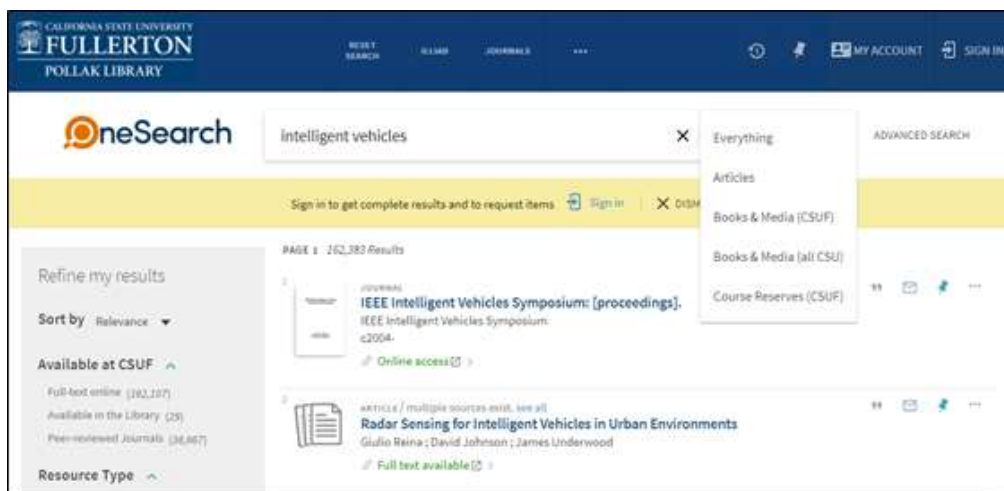 CALIFORNIA STATE UNIVERSITY
FULLERTON
POLLAK LIBRARY
RESET SEARCH
ILLIAD
JOURNALS
...
MY ACCOUNT
SIGN IN
OneSearch
intelligent vehicles
Everything
Articles
Books & Media (CSUF)
Books & Media (all CSU)
Course Reserves (CSUF)
ADVANCED SEARCH
Sign in to get complete results and to request items
Sign in
PAGE 1 262,383 Results
Refine my results
Sort by Relevance
Available at CSUF
Full-text online
Available in the Library (29)
Peer-reviewed Journals
Resource Type
1
JOURNAL
IEEE Intelligent Vehicles Symposium: [proceedings].
IEEE Intelligent Vehicles Symposium
c2004-
Online access
2
ARTICLE / multiple sources exist. see all
Radar Sensing for Intelligent Vehicles in Urban Environments
Giulio Reina ; David Johnson ; James Underwood
Full text available